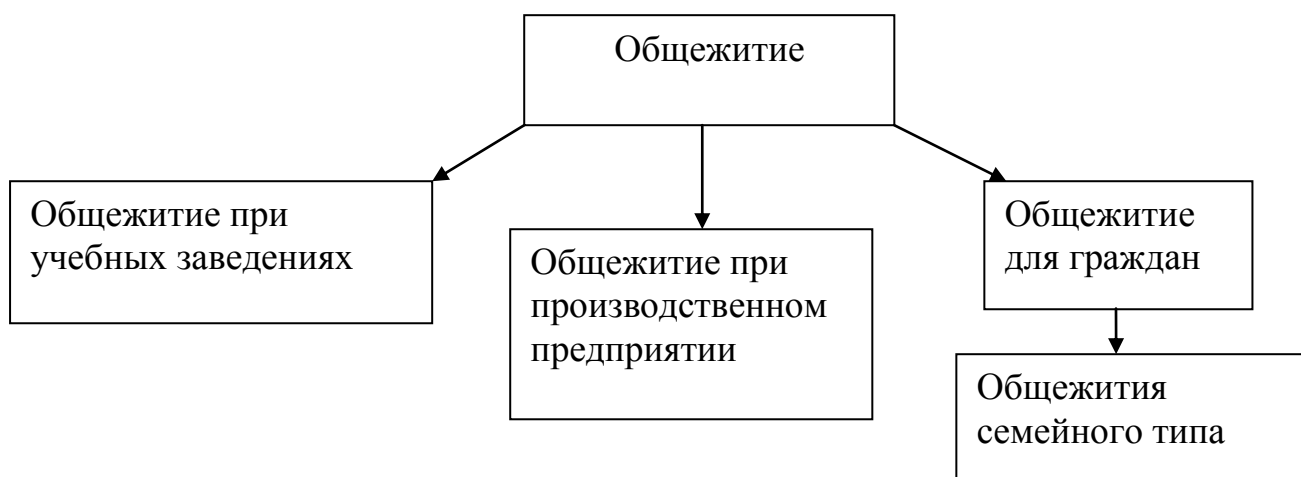 Общежитие
Общежитие при
учебных заведениях
Общежитие при
производственном
предприятии
Общежитие
для граждан
Общежития
семейного типа